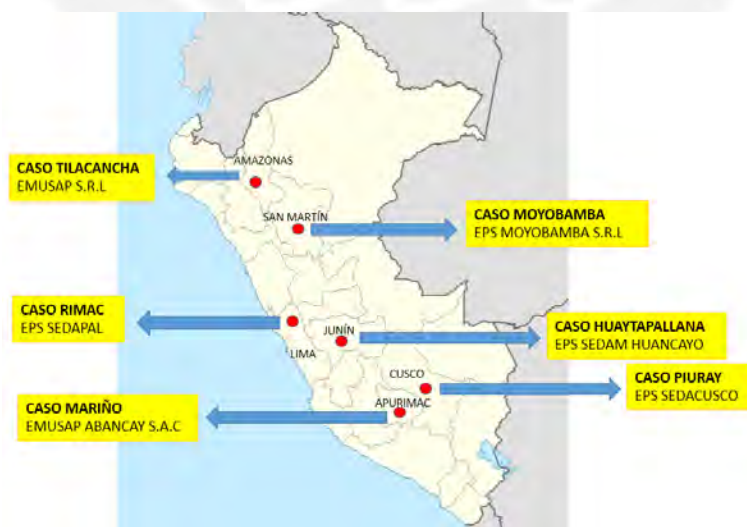 AMAZONAS
CASO TILACANCHA
EMUSAP S.R.L
SAN MARTÍN
CASO MOYOBAMBA
EPS MOYOBAMBA S.R.L
CASO RIMAC
EPS SEDAPAL
JUNÍN
LIMA
CASO HUAYTAPALLANA
EPS SEDAM HUANCAYO
CUSCO
CASO PIURAY
EPS SEDACUSCO
APURIMAC
CASO MARIÑO
EMUSAP ABANCAY S.A.C